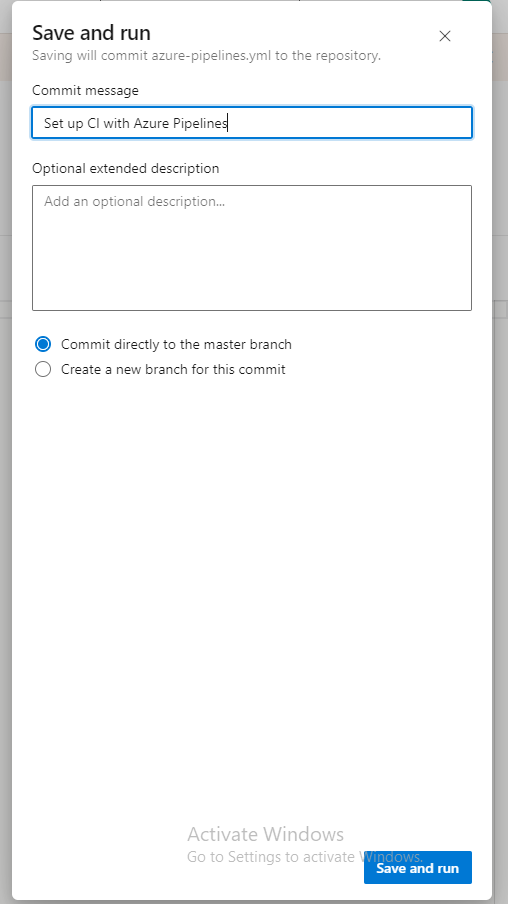 Save and run
Saving will commit azure-pipelines.yml to the repository.
Commit message
Set up CI with Azure Pipelines
Optional extended description
Add an optional description...
Commit directly to the master branch
Create a new branch for this commit
Activate Windows
Go to Settings to activate Windows.
Save and run